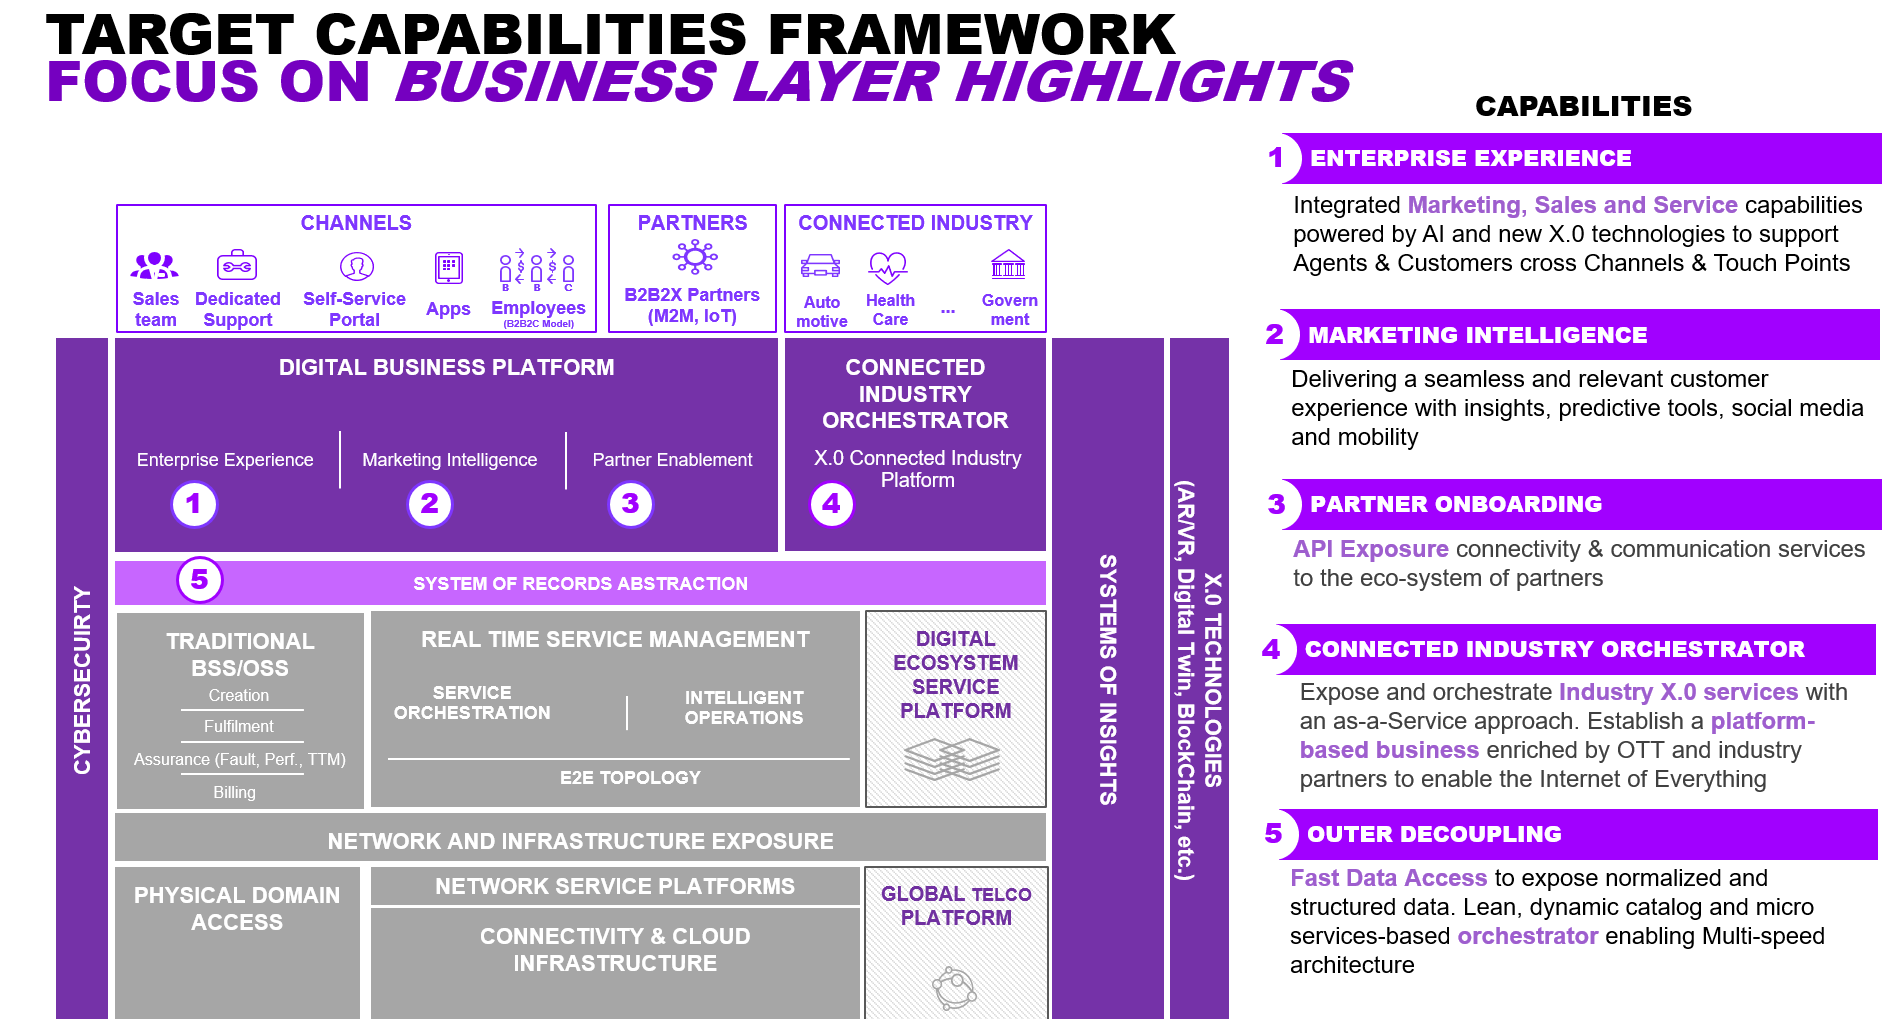 TARGET CAPABILITIES FRAMEWORK
FOCUS ON BUSINESS LAYER HIGHLIGHTS
CHANNELS
Sales
team
Dedicated
Support
Self-Service
Portal
Apps
$ $
B B C
Employees
(B2B2C Model)
PARTNERS
B2B2X Partners
(M2M, IoT)
CONNECTED INDUSTRY
Auto
motive
Health
Care
...
Govern
ment
CYBERSECUIRTY
DIGITAL BUSINESS PLATFORM
Enterprise Experience
1
Marketing Intelligence
2
Partner Enablement
3
CONNECTED
INDUSTRY
ORCHESTRATOR
X.0 Connected Industry
Platform
4
5
SYSTEM OF RECORDS ABSTRACTION
TRADITIONAL
BSS/OSS
Creation
Fulfilment
Assurance (Fault, Perf., TTM)
Billing
REAL TIME SERVICE MANAGEMENT
SERVICE
ORCHESTRATION
INTELLIGENT
OPERATIONS
E2E TOPOLOGY
DIGITAL
ECOSYSTEM
SERVICE
PLATFORM
NETWORK AND INFRASTRUCTURE EXPOSURE
PHYSICAL DOMAIN
ACCESS
NETWORK SERVICE PLATFORMS
CONNECTIVITY & CLOUD
INFRASTRUCTURE
GLOBAL TELCO
PLATFORM
SYSTEMS OF INSIGHTS
X.0 TECHNOLOGIES
(AR/VR, Digital Twin, BlockChain, etc.)
CAPABILITIES
1 ENTERPRISE EXPERIENCE
Integrated Marketing, Sales and Service capabilities
powered by AI and new X.0 technologies to support
Agents & Customers cross Channels & Touch Points
2 MARKETING INTELLIGENCE
Delivering a seamless and relevant customer
experience with insights, predictive tools, social media
and mobility
3 PARTNER ONBOARDING
API Exposure connectivity & communication services
to the eco-system of partners
4 CONNECTED INDUSTRY ORCHESTRATOR
Expose and orchestrate Industry X.0 services with
an as-a-Service approach. Establish a platform-
based business enriched by OTT and industry
partners to enable the Internet of Everything
5 OUTER DECOUPLING
Fast Data Access to expose normalized and
structured data. Lean, dynamic catalog and micro
services-based orchestrator enabling Multi-speed
architecture